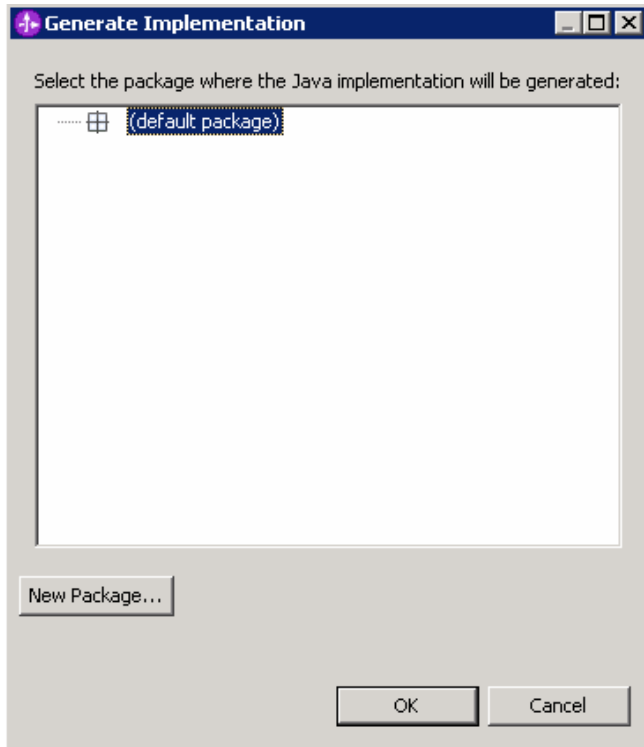 Generate Implementation
Select the package where the Java implementation will be generated:
(default package)
New Package...
OK
Cancel